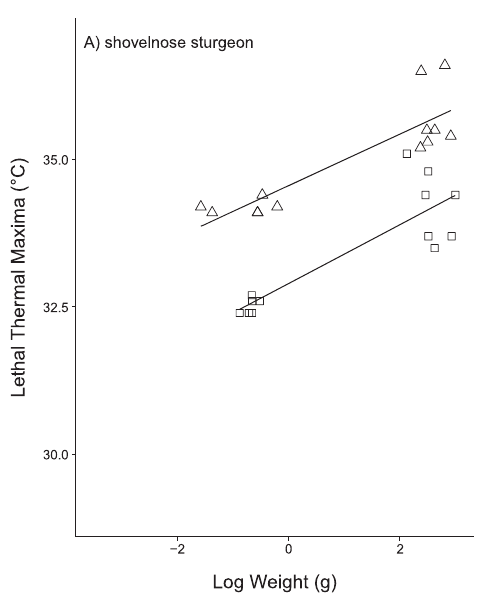 A) shovelnose sturgeon
Lethal Thermal Maxima (°C)
35.0
32.5
30.0
−2 0 2
Log Weight (g)